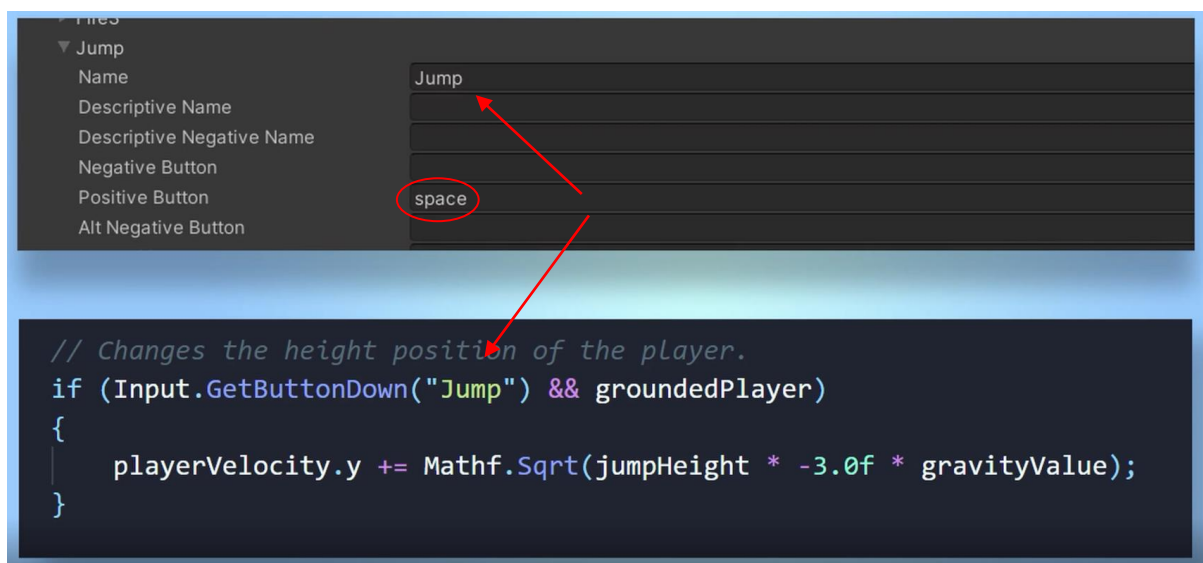 Fire3
Jump
Name Jump
Descriptive Name
Descriptive Negative Name
Negative Button
Positive Button space
Alt Negative Button
// Changes the height position of the player.
if (Input.GetButtonDown("Jump") && groundedPlayer)
{
playerVelocity.y += Mathf.Sqrt(jumpHeight * -3.0f * gravityValue);
}